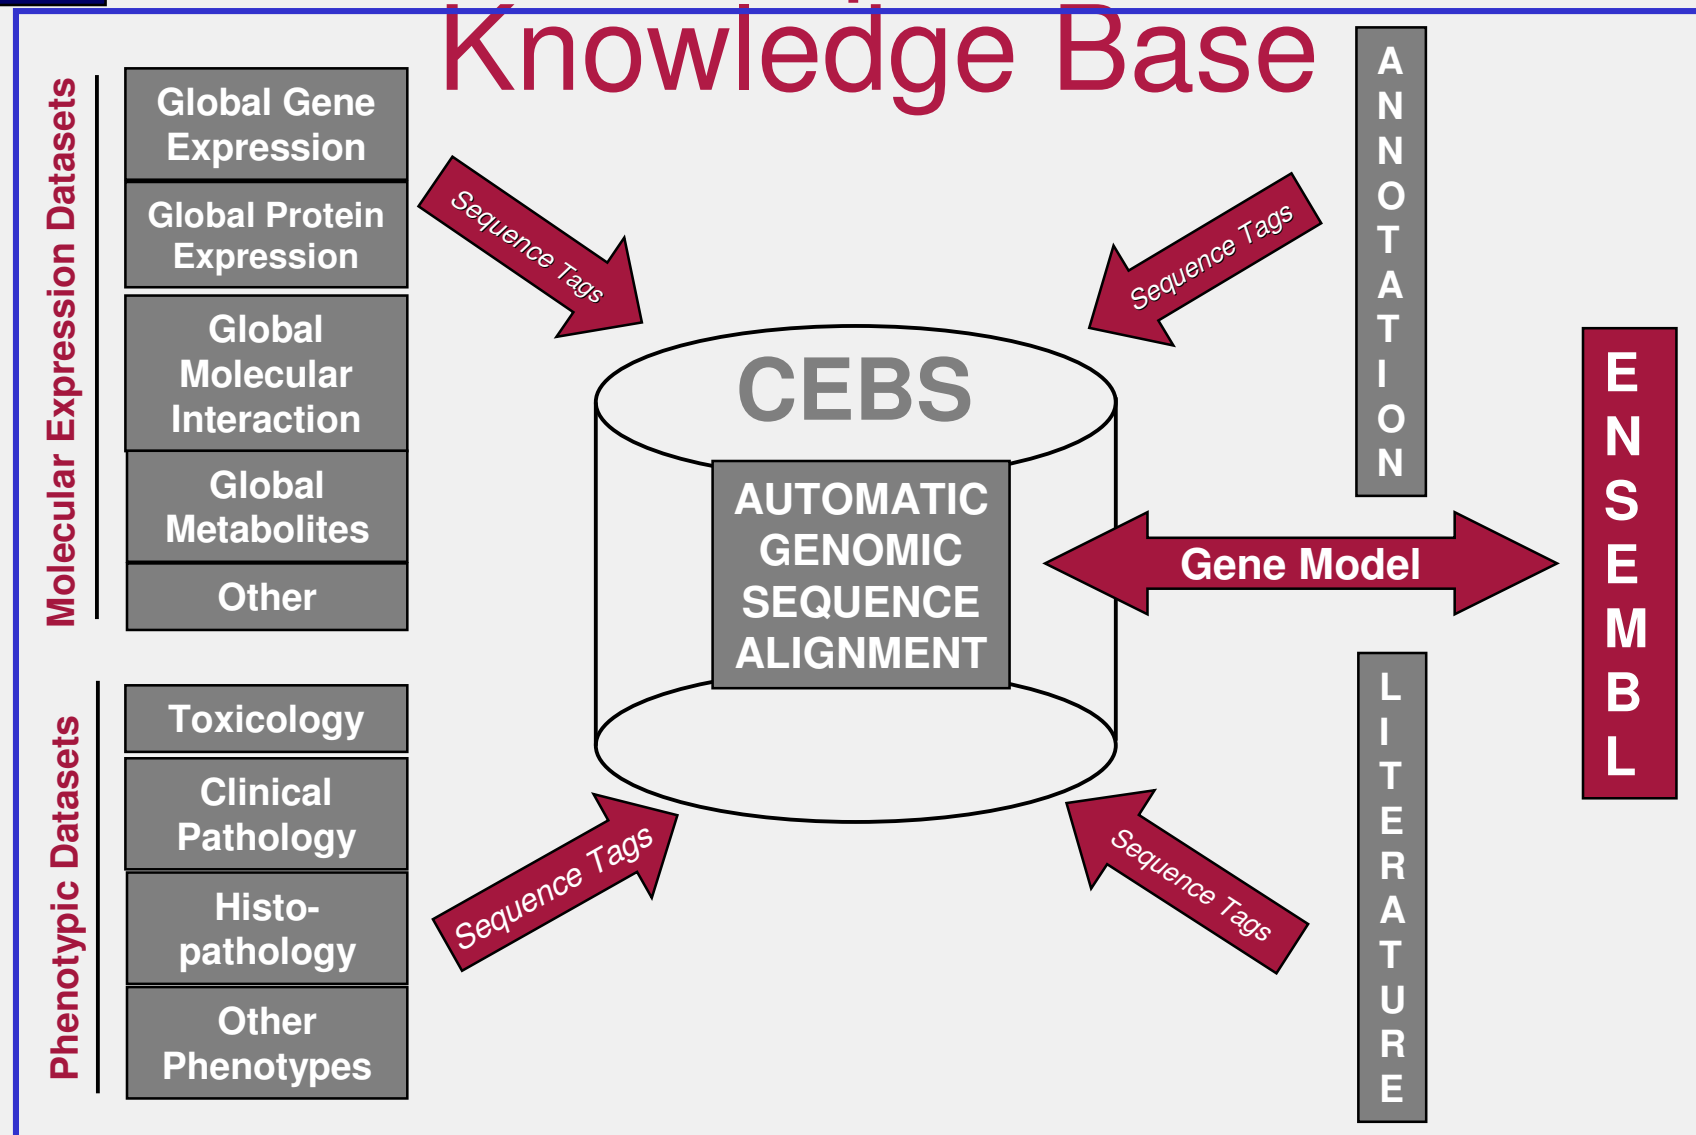 Knowledge Base
Molecular Expression Datasets
Global Gene
Expression
Global Protein
Expression
Global
Molecular
Interaction
Global
Metabolites
Other
Phenotypic Datasets
Toxicology
Clinical
Pathology
Histo-
pathology
Other
Phenotypes
Sequence Tags
Sequence Tags
CEBS
AUTOMATIC
GENOMIC
SEQUENCE
ALIGNMENT
Sequence Tags
Sequence Tags
Gene Model
ANNOTATION
LITERATURE
ENSEMBL